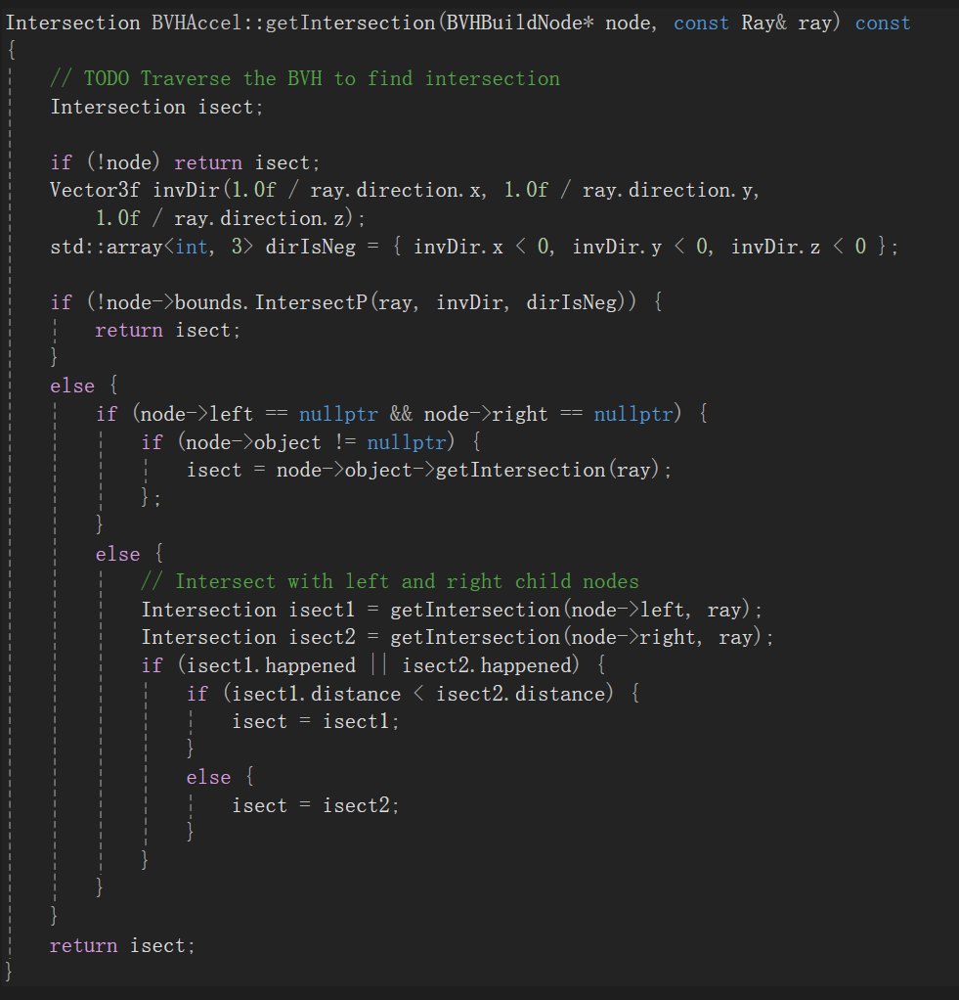 Intersection BVHAccel::getIntersection(BVHBuildNode* node, const Ray& ray) const
{
    // TODO Traverse the BVH to find intersection
    Intersection isect;

    if (!node) return isect;
    Vector3f invDir(1.0f / ray.direction.x, 1.0f / ray.direction.y,
        1.0f / ray.direction.z);
    std::array<int, 3> dirIsNeg = { invDir.x < 0, invDir.y < 0, invDir.z < 0 };

    if (!node->bounds.IntersectP(ray, invDir, dirIsNeg)) {
        return isect;
    }
    else {
        if (node->left == nullptr && node->right == nullptr) {
            if (node->object != nullptr) {
                isect = node->object->getIntersection(ray);
            };
        }
        else {
            // Intersect with left and right child nodes
            Intersection isect1 = getIntersection(node->left, ray);
            Intersection isect2 = getIntersection(node->right, ray);
            if (isect1.happened || isect2.happened) {
                if (isect1.distance < isect2.distance) {
                    isect = isect1;
                }
                else {
                    isect = isect2;
                }
            }
        }
    }
    return isect;
}